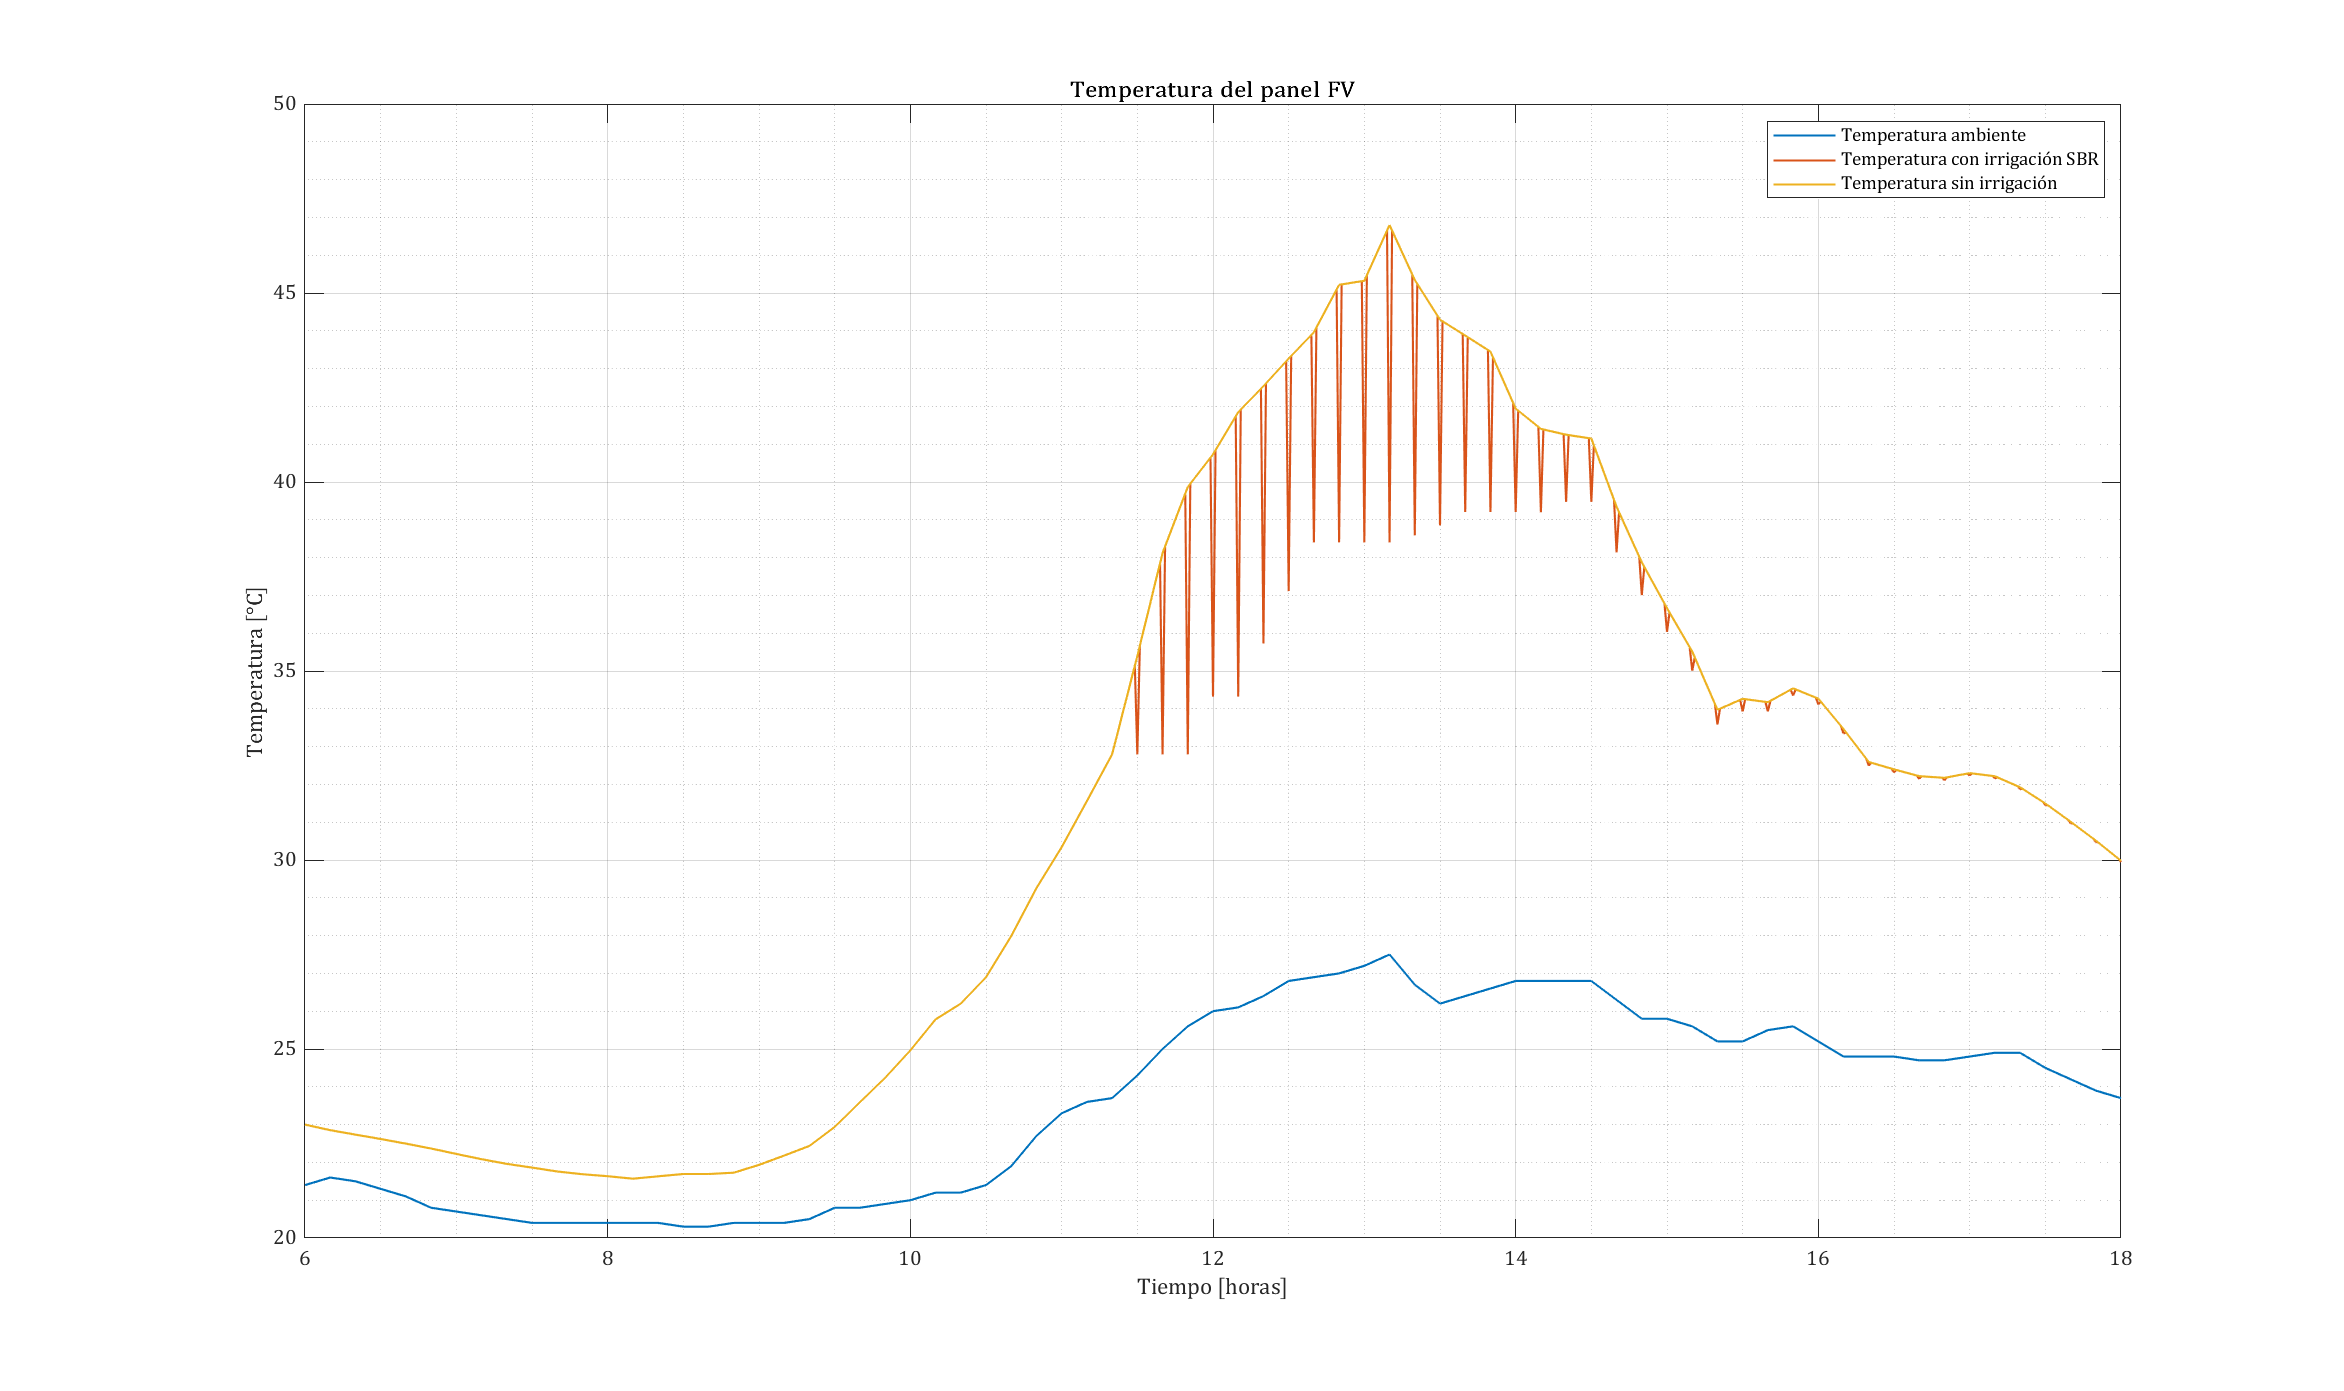 Temperatura del panel FV
Temperatura ambiente
Temperatura con irrigación SBR
Temperatura sin irrigación
50
45
40
35
30
25
20
Temperatura [°C]
6 8 10 12 14 16 18
Tiempo [horas]